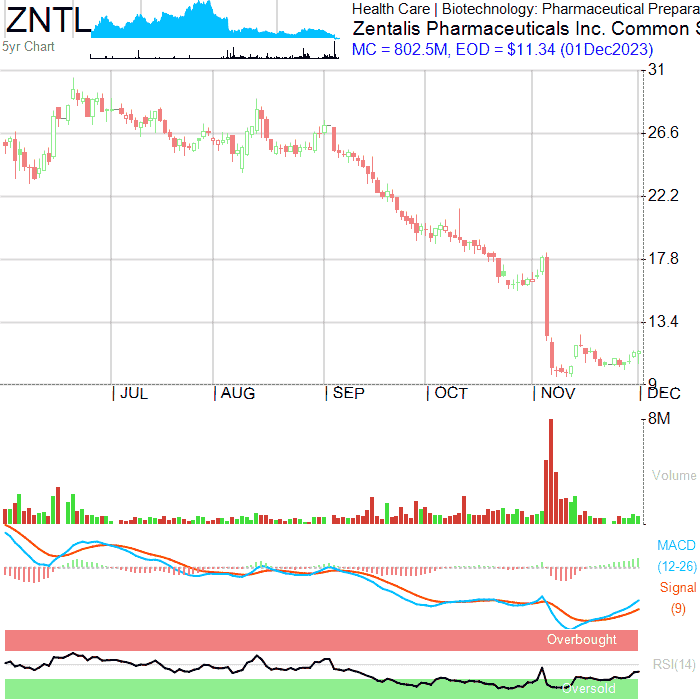 ZNTL
5yr Chart
Health Care | Biotechnology: Pharmaceutical Prepara
Zentalis Pharmaceuticals Inc. Common S
MC = 802.5M, EOD = $11.34 (01Dec2023)
31
26.6
22.2
17.8
13.4
9
| JUL | AUG | SEP | OCT | NOV | DEC
8M
Volume
MACD
(12-26)
Signal
(9)
Overbought
RSI(14)
Oversold